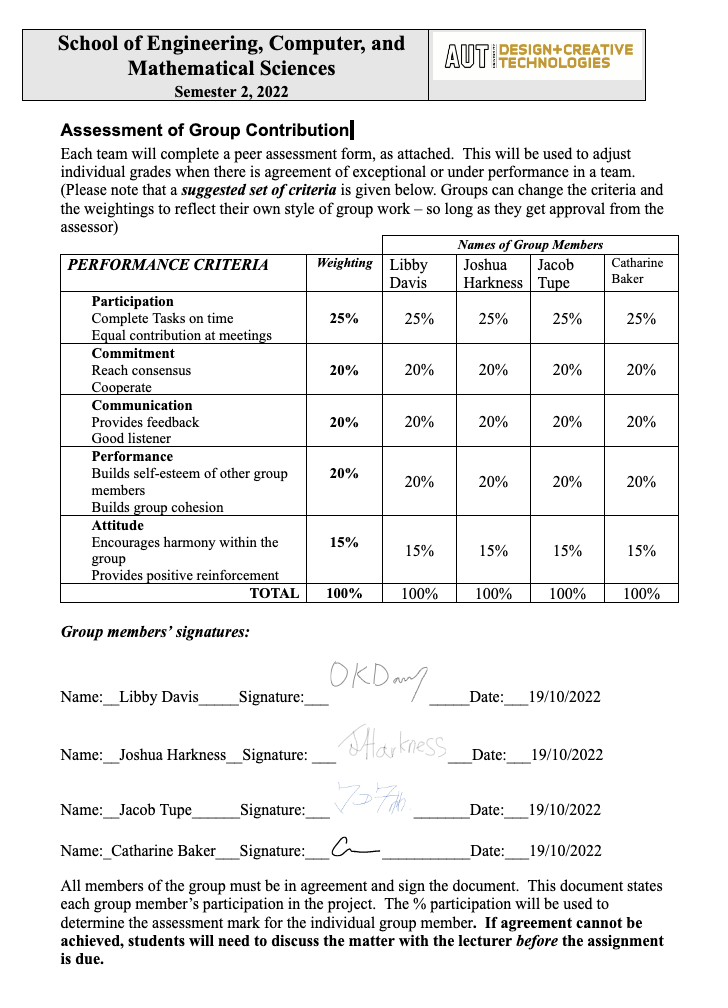 School of Engineering, Computer, and
Mathematical Sciences
Semester 2, 2022
AUT
DESIGN+CREATIVE
TECHNOLOGIES
Assessment of Group Contribution
Each team will complete a peer assessment form, as attached.  This will be used to adjust
individual grades when there is agreement of exceptional or under performance in a team.
(Please note that a suggested set of criteria is given below. Groups can change the criteria and
the weightings to reflect their own style of group work – so long as they get approval from the
assessor)
Names of Group Members
PERFORMANCE CRITERIA Weighting Libby Davis Joshua Harkness Jacob Tupe Catharine Baker
Participation
Complete Tasks on time 25% 25% 25% 25% 25%
Equal contribution at meetings
Commitment
Reach consensus 20% 20% 20% 20% 20%
Cooperate
Communication
Provides feedback 20% 20% 20% 20% 20%
Good listener
Performance
Builds self-esteem of other group 20%
members 20% 20% 20% 20%
Builds group cohesion
Attitude
Encourages harmony within the 15%
group 15% 15% 15% 15%
Provides positive reinforcement
TOTAL 100% 100% 100% 100% 100%
Group members’ signatures:
Name:__Libby Davis_____Signature:___ _____Date:___19/10/2022
Name:__Joshua Harkness__Signature: ___ JHarkness ___Date:___19/10/2022
Name:__Jacob Tupe______Signature: ___ ________Date:___19/10/2022
Name:_Catharine Baker___Signature: ___ ___________Date:___19/10/2022
All members of the group must be in agreement and sign the document.  This document states
each group member’s participation in the project.  The % participation will be used to
determine the assessment mark for the individual group member.  If agreement cannot be
achieved, students will need to discuss the matter with the lecturer before the assignment
is due.